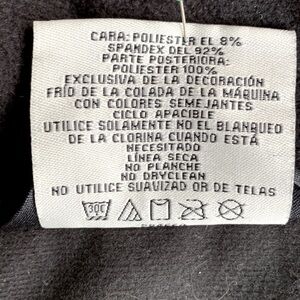 CARA: POLIESTER EL 8%
SPANDEX DEL 92%
PARTE POSTERIORA:
POLIESTER 100%
EXCLUSIVA DE LA DECORACIÓN
FRÍO DE LA COLADA DE LA MÁQUINA
CON COLORES SEMEJANTES
CICLO APACIBLE
UTILICE SOLAMENTE NO EL BLANQUEO
DE LA CLORINA CUANDO ESTÁ
NECESITADO
LÍNEA SECA
NO PLANCHE
NO DRYCLEAN
NO UTILICE SUAVIZAD OR DE TELAS
30C